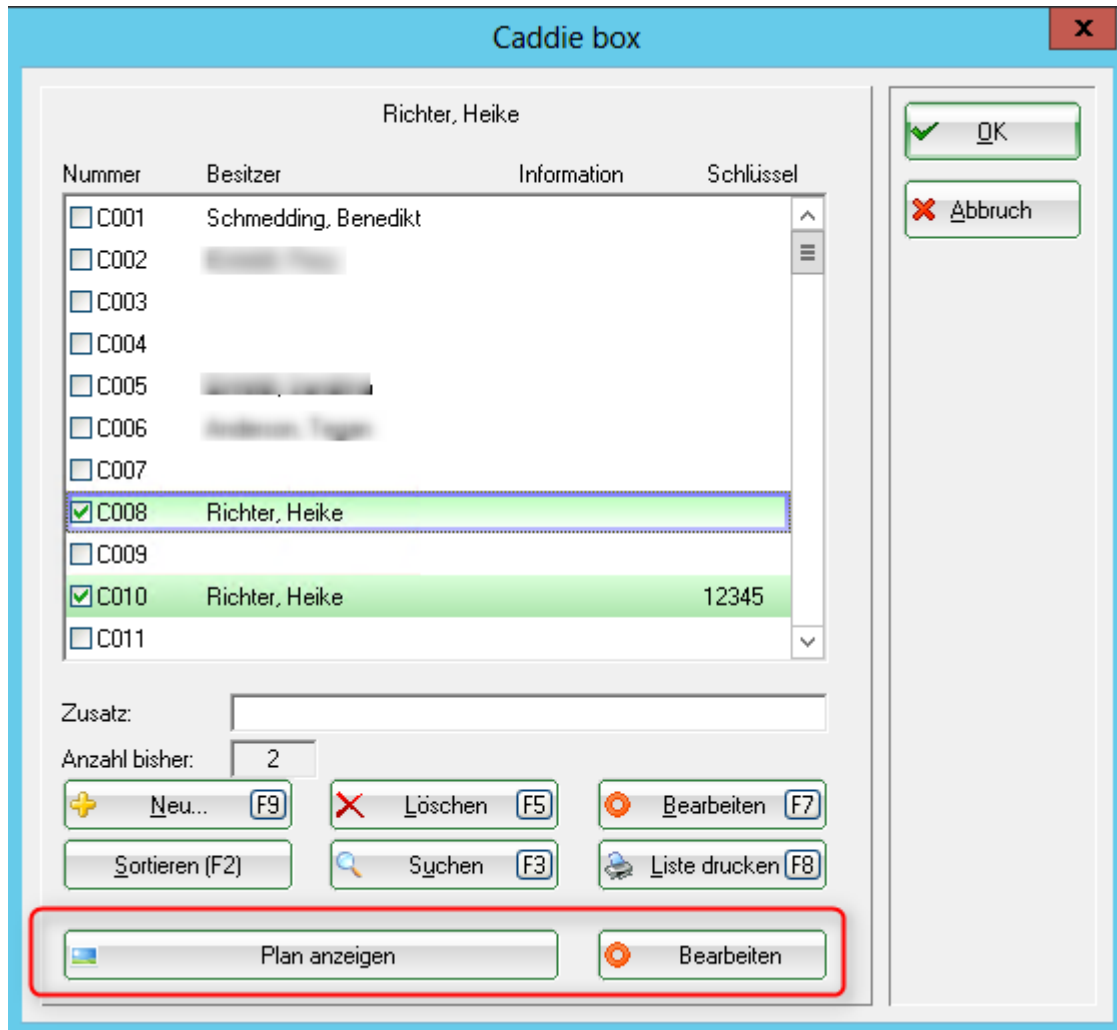 Caddie box
x
Richter, Heike
OK
Abbruch
Nummer Besitzer Information Schlüssel
C001 Schmedding, Benedikt
C002
C003
C004
C005
C006
C007
C008 Richter, Heike
C009
C010 Richter, Heike 12345
C011
Zusatz:
Anzahl bisher: 2
Neu... F9 Löschen F5 Bearbeiten F7
Sortieren (F2) Suchen F3 Liste drucken F8
Plan anzeigen Bearbeiten